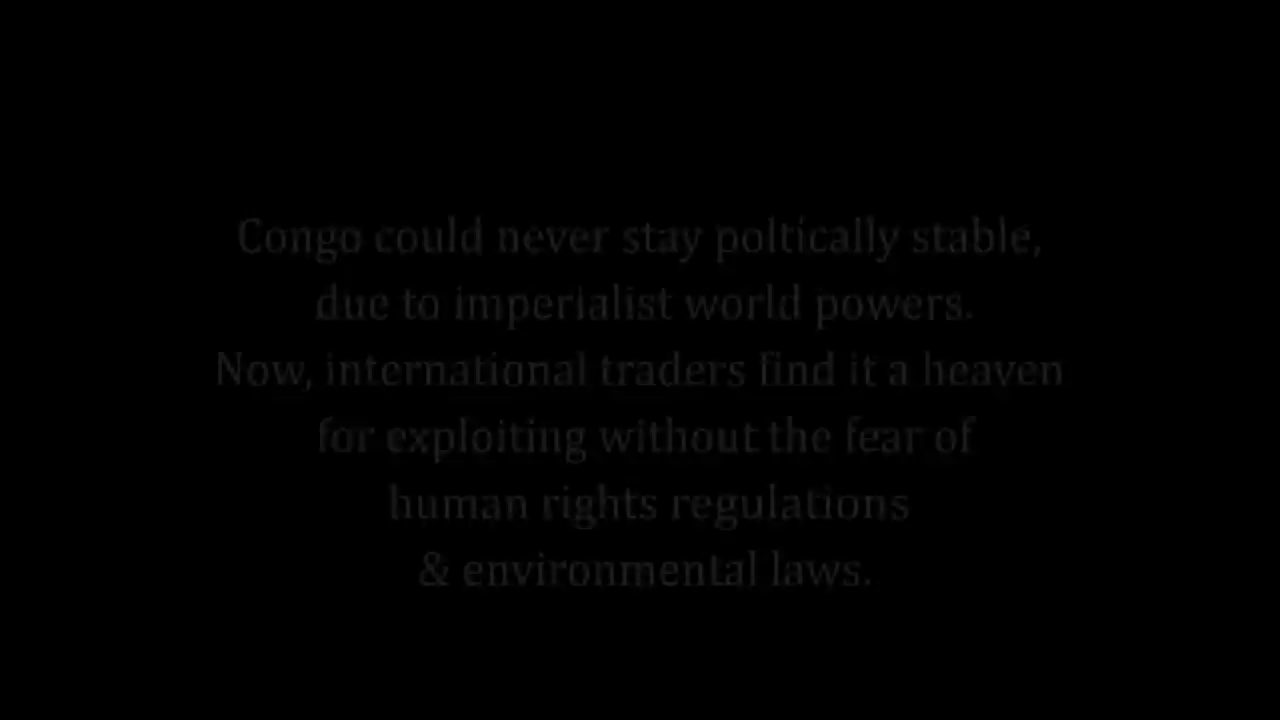 Congo could never stay poltically stable,
due to imperialist world powers.
Now, international traders find it a heaven
for exploiting without the fear of
human rights regulations
& environmental laws.